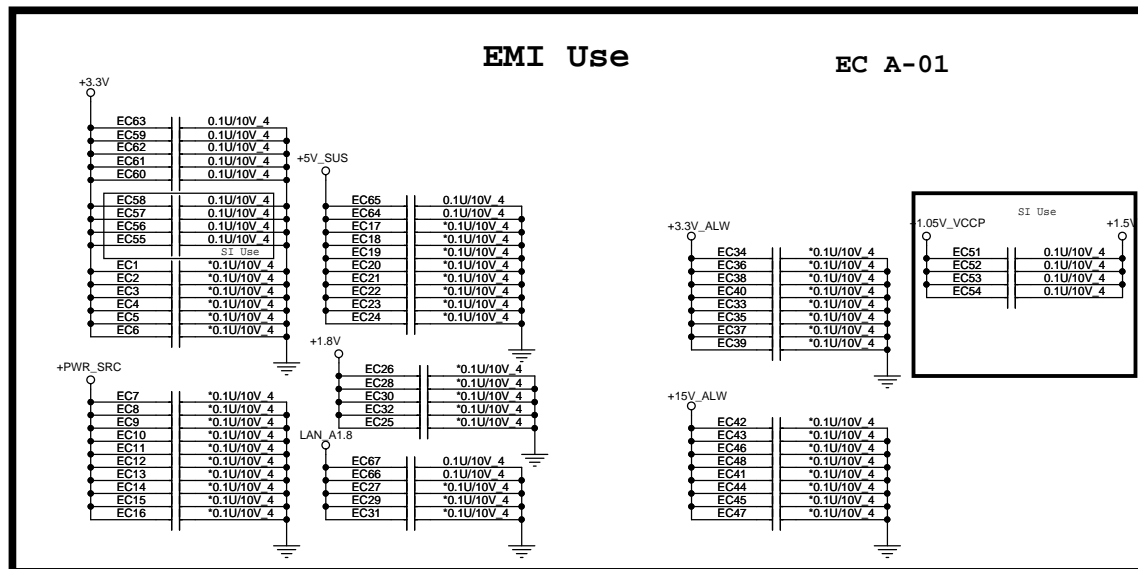 EMI Use
EC A-01
+3.3V
EC63 0.1U/10V_4
EC59 0.1U/10V_4
EC62 0.1U/10V_4
EC61 0.1U/10V_4
EC60 0.1U/10V_4
EC58 0.1U/10V_4
EC57 0.1U/10V_4
EC56 0.1U/10V_4
EC55 0.1U/10V_4
SI Use
EC1 *0.1U/10V_4
EC2 *0.1U/10V_4
EC3 *0.1U/10V_4
EC4 *0.1U/10V_4
EC5 *0.1U/10V_4
EC6 *0.1U/10V_4
+PWR_SRC
EC7 *0.1U/10V_4
EC8 *0.1U/10V_4
EC9 *0.1U/10V_4
EC10 *0.1U/10V_4
EC11 *0.1U/10V_4
EC12 *0.1U/10V_4
EC13 *0.1U/10V_4
EC14 *0.1U/10V_4
EC15 *0.1U/10V_4
EC16 *0.1U/10V_4
+5V_SUS
EC65 0.1U/10V_4
EC64 0.1U/10V_4
EC17 *0.1U/10V_4
EC18 *0.1U/10V_4
EC19 *0.1U/10V_4
EC20 *0.1U/10V_4
EC21 *0.1U/10V_4
EC22 *0.1U/10V_4
EC23 *0.1U/10V_4
EC24 *0.1U/10V_4
+1.8V
EC26 *0.1U/10V_4
EC28 *0.1U/10V_4
EC30 *0.1U/10V_4
EC32 *0.1U/10V_4
EC25 *0.1U/10V_4
LAN_A1.8
EC67 0.1U/10V_4
EC66 0.1U/10V_4
EC27 *0.1U/10V_4
EC29 *0.1U/10V_4
EC31 *0.1U/10V_4
+3.3V_ALW
EC34 *0.1U/10V_4
EC36 *0.1U/10V_4
EC38 *0.1U/10V_4
EC40 *0.1U/10V_4
EC33 *0.1U/10V_4
EC35 *0.1U/10V_4
EC37 *0.1U/10V_4
EC39 *0.1U/10V_4
+15V_ALW
EC42 *0.1U/10V_4
EC43 *0.1U/10V_4
EC46 *0.1U/10V_4
EC48 *0.1U/10V_4
EC41 *0.1U/10V_4
EC44 *0.1U/10V_4
EC45 *0.1U/10V_4
EC47 *0.1U/10V_4
SI Use
+1.05V_VCCP +1.5V
EC51 0.1U/10V_4
EC52 0.1U/10V_4
EC53 0.1U/10V_4
EC54 0.1U/10V_4